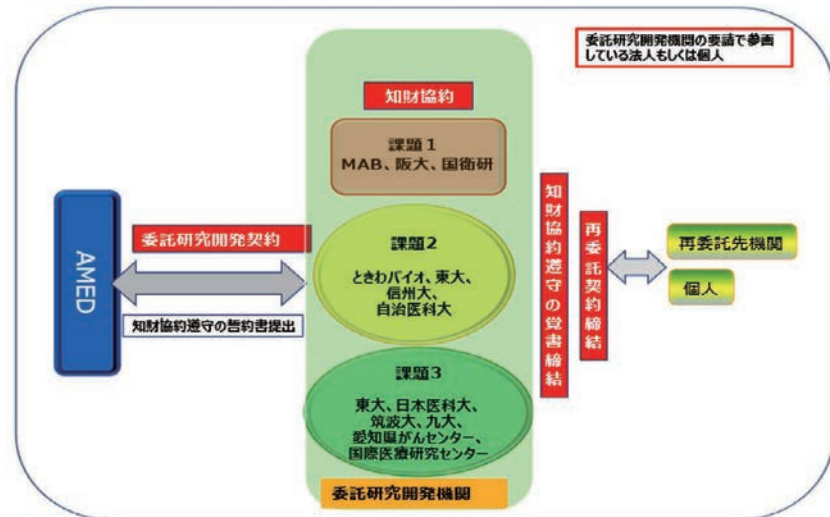 委託研究開発機関の要請で参画
している法人もしくは個人
知財協約
課題1
MAB、阪大、国衛研
AMED
委託研究開発契約
知財協約遵守の誓約書提出
課題2
ときわバイオ、東大、
信州大、
自治医科大
課題3
東大、日本医科大、
筑波大、九大、
愛知県がんセンター、
国際医療研究センター
委託研究開発機関
知財協約遵守の覚書締結
再委託契約締結
再委託先機関
個人